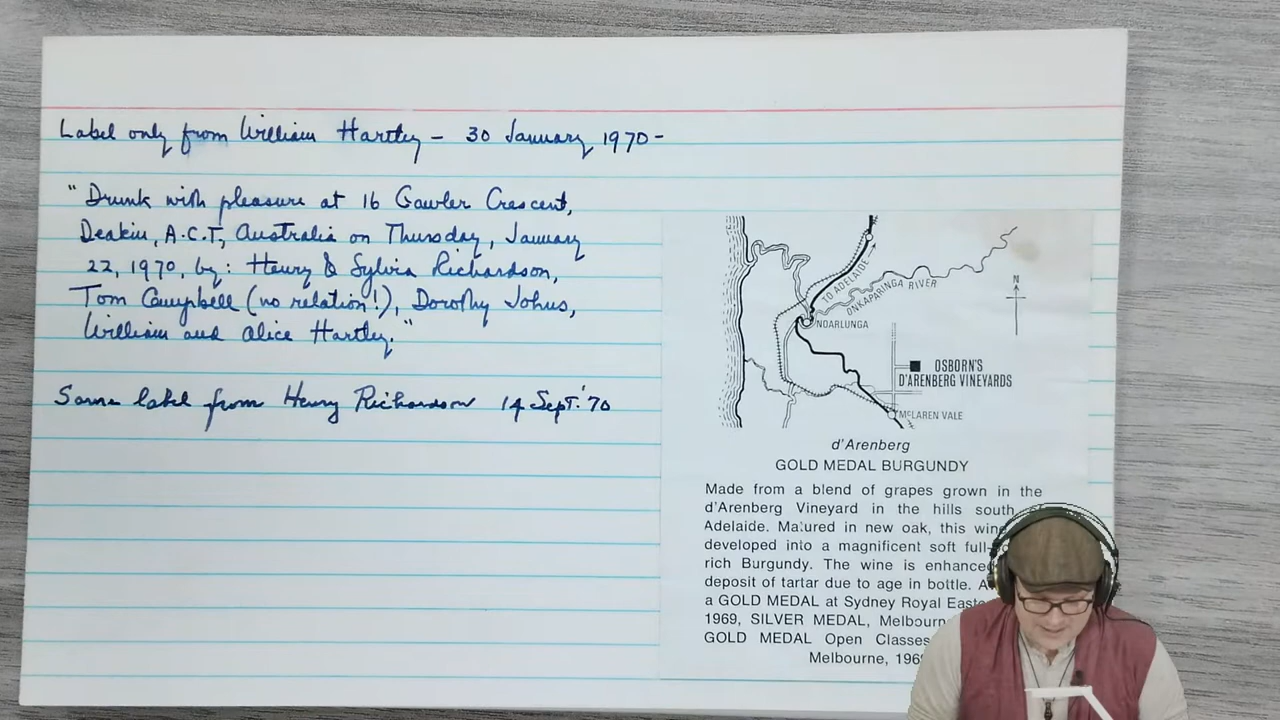 Label only from William Hartley – 30 January 1970 –
"Drunk with pleasure at 16 Gawler Crescent,
Deakin, A.C.T, Australia on Thursday, January
22, 1970, by: Henry & Sylvia Richardson,
Tom Campbell (no relation!), Dorothy Johns,
William and Alice Hartley."
Same label from Henry Richardson 14 Sept. '70
TO ADELAIDE
ONKAPARINGA RIVER
N
NOARLUNGA
OSBORN'S
D'ARENBERG VINEYARDS
McLAREN VALE
d'Arenberg
GOLD MEDAL BURGUNDY
Made from a blend of grapes grown in the
d'Arenberg Vineyard in the hills south
Adelaide. Matured in new oak, this wine
developed into a magnificent soft full-
rich Burgundy. The wine is enhanced
deposit of tartar due to age in bottle.
a GOLD MEDAL at Sydney Royal
1969, SILVER MEDAL,
GOLD MEDAL Open Classes
Melbourne,